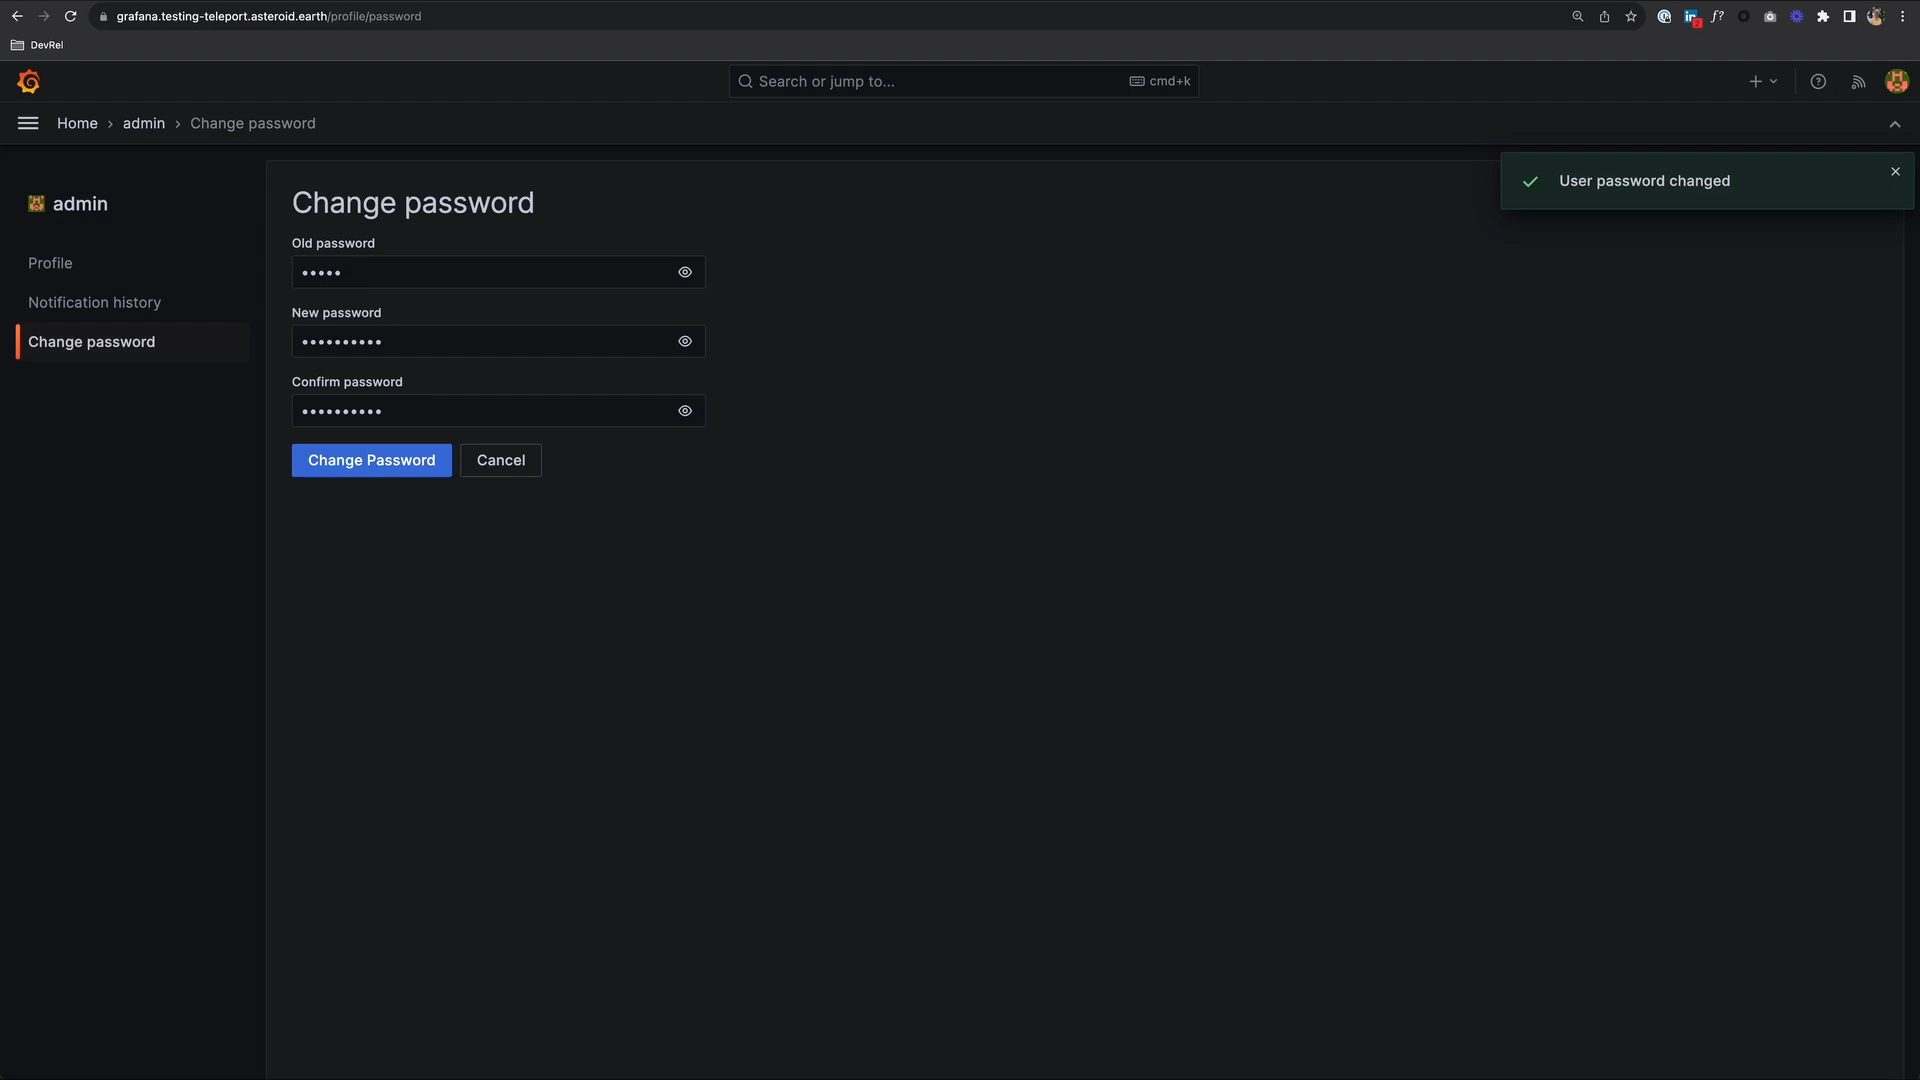 grafana.testing-teleport.asteroid.earth/profile/password
DevRel
Search or jump to... cmd+k
Home › admin › Change password
User password changed
admin
Profile
Notification history
Change password
Change password
Old password
•••••
New password
••••••••••
Confirm password
••••••••••
Change Password Cancel